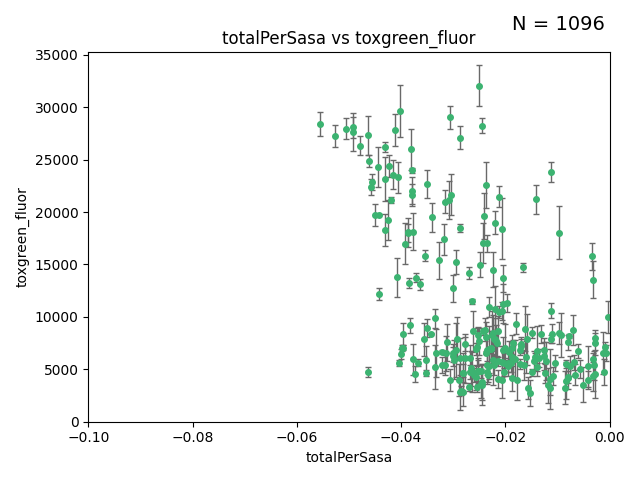 N = 1096
totalPerSasa vs toxgreen_fluor
35000
30000
25000
20000
15000
10000
5000
0
toxgreen_fluor
−0.10 −0.08 −0.06 −0.04 −0.02 0.00
totalPerSasa